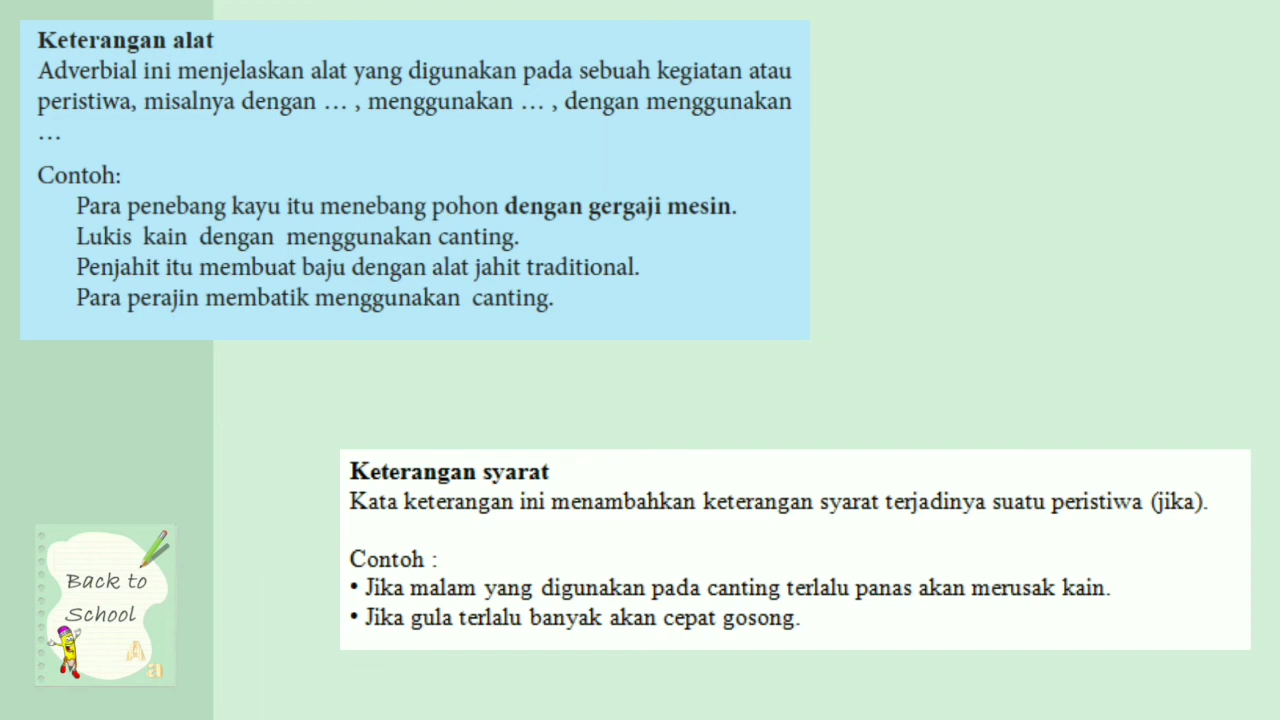 Keterangan alat
Adverbial ini menjelaskan alat yang digunakan pada sebuah kegiatan atau
peristiwa, misalnya dengan … , menggunakan … , dengan menggunakan
…
Contoh:
Para penebang kayu itu menebang pohon dengan gergaji mesin.
Lukis kain dengan menggunakan canting.
Penjahit itu membuat baju dengan alat jahit traditional.
Para perajin membatik menggunakan canting.
Keterangan syarat
Kata keterangan ini menambahkan keterangan syarat terjadinya suatu peristiwa (jika).
Contoh :
• Jika malam yang digunakan pada canting terlalu panas akan merusak kain.
• Jika gula terlalu banyak akan cepat gosong.
Back to
School
A
a